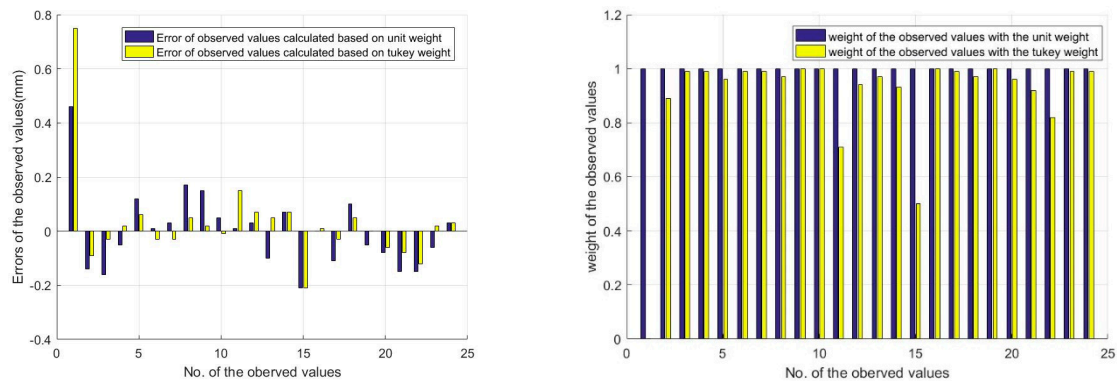 0.8
0.6
0.4
0.2
0
-0.2
-0.4
Errors of the observed values(mm)
Error of observed values calculated based on unit weight
Error of observed values calculated based on tukey weight
0 5 10 15 20 25
No. of the oberved values
1.2
1
0.8
0.6
0.4
0.2
0
weight of the observed values
weight of the observed values with the unit weight
weight of the observed values with the tukey weight
0 5 10 15 20 25
No. of the oberved values